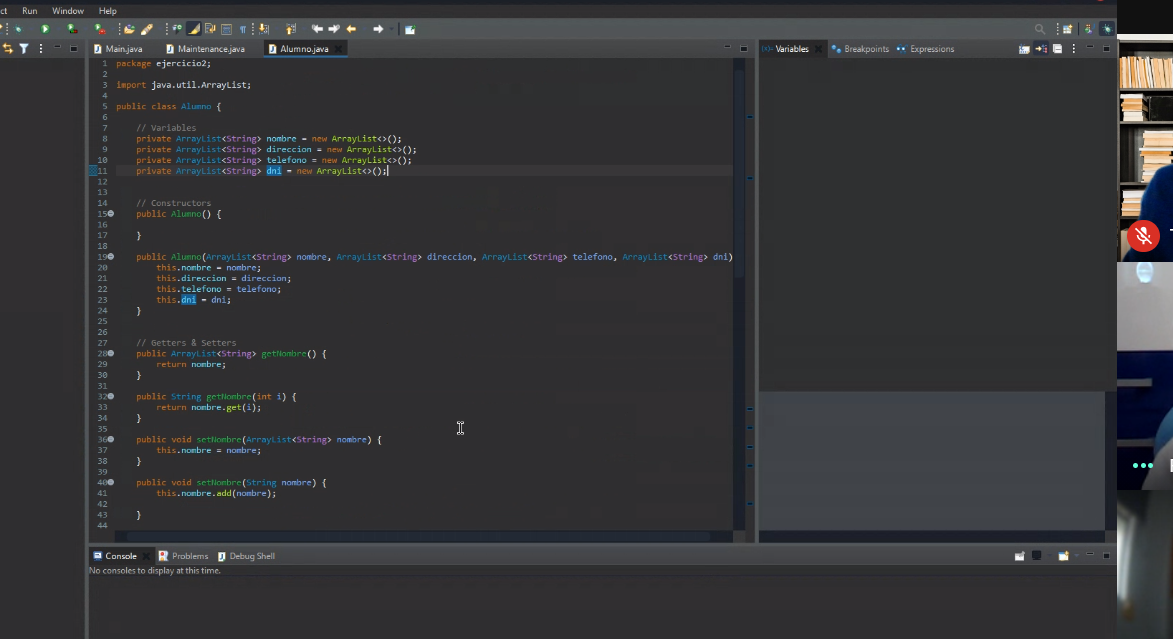 ct Run Window Help
Main.java Maintenance.java Alumno.java
Variables Breakpoints Expressions
1 package ejercicio2;
2
3 import java.util.ArrayList;
4
5 public class Alumno {
6
7 // Variables
8 private ArrayList<String> nombre = new ArrayList<>();
9 private ArrayList<String> direccion = new ArrayList<>();
10 private ArrayList<String> telefono = new ArrayList<>();
11 private ArrayList<String> dni = new ArrayList<>();
12
13
14 // Constructors
15 public Alumno() {
16
17 }
18
19 public Alumno(ArrayList<String> nombre, ArrayList<String> direccion, ArrayList<String> telefono, ArrayList<String> dni)
20 this.nombre = nombre;
21 this.direccion = direccion;
22 this.telefono = telefono;
23 this.dni = dni;
24 }
25
26
27 // Getters & Setters
28 public ArrayList<String> getNombre() {
29 return nombre;
30 }
31
32 public String getNombre(int i) {
33 return nombre.get(i);
34 }
35
36 public void setNombre(ArrayList<String> nombre) {
37 this.nombre = nombre;
38 }
39
40 public void setNombre(String nombre) {
41 this.nombre.add(nombre);
42
43 }
44
Console Problems Debug Shell
No consoles to display at this time.